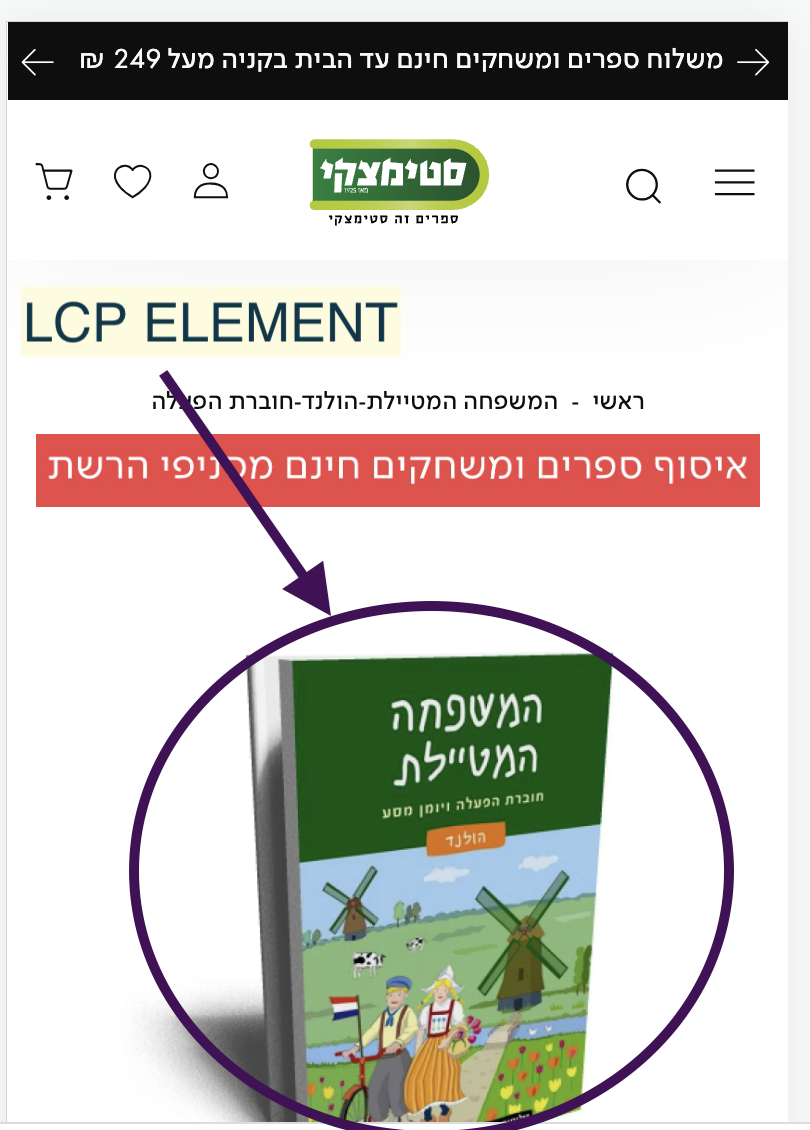 משלוח ספרים ומשחקים חינם עד הבית בקניה מעל 249 ₪
סטימצקי
מאז 1925
ספרים זה סטימצקי
LCP ELEMENT
ראשי - המשפחה המטיילת-הולנד-חוברת הפעלה
איסוף ספרים ומשחקים חינם מסניפי הרשת
המשפחה
המטיילת
חוברת הפעלה ויומן מסע
הולנד